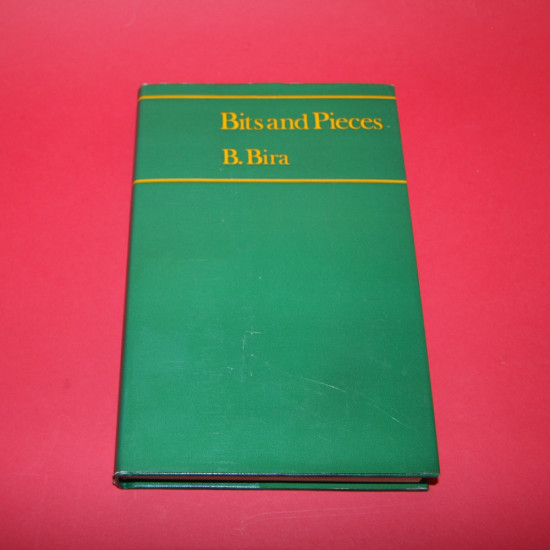 Bits and Pieces
B. Bira